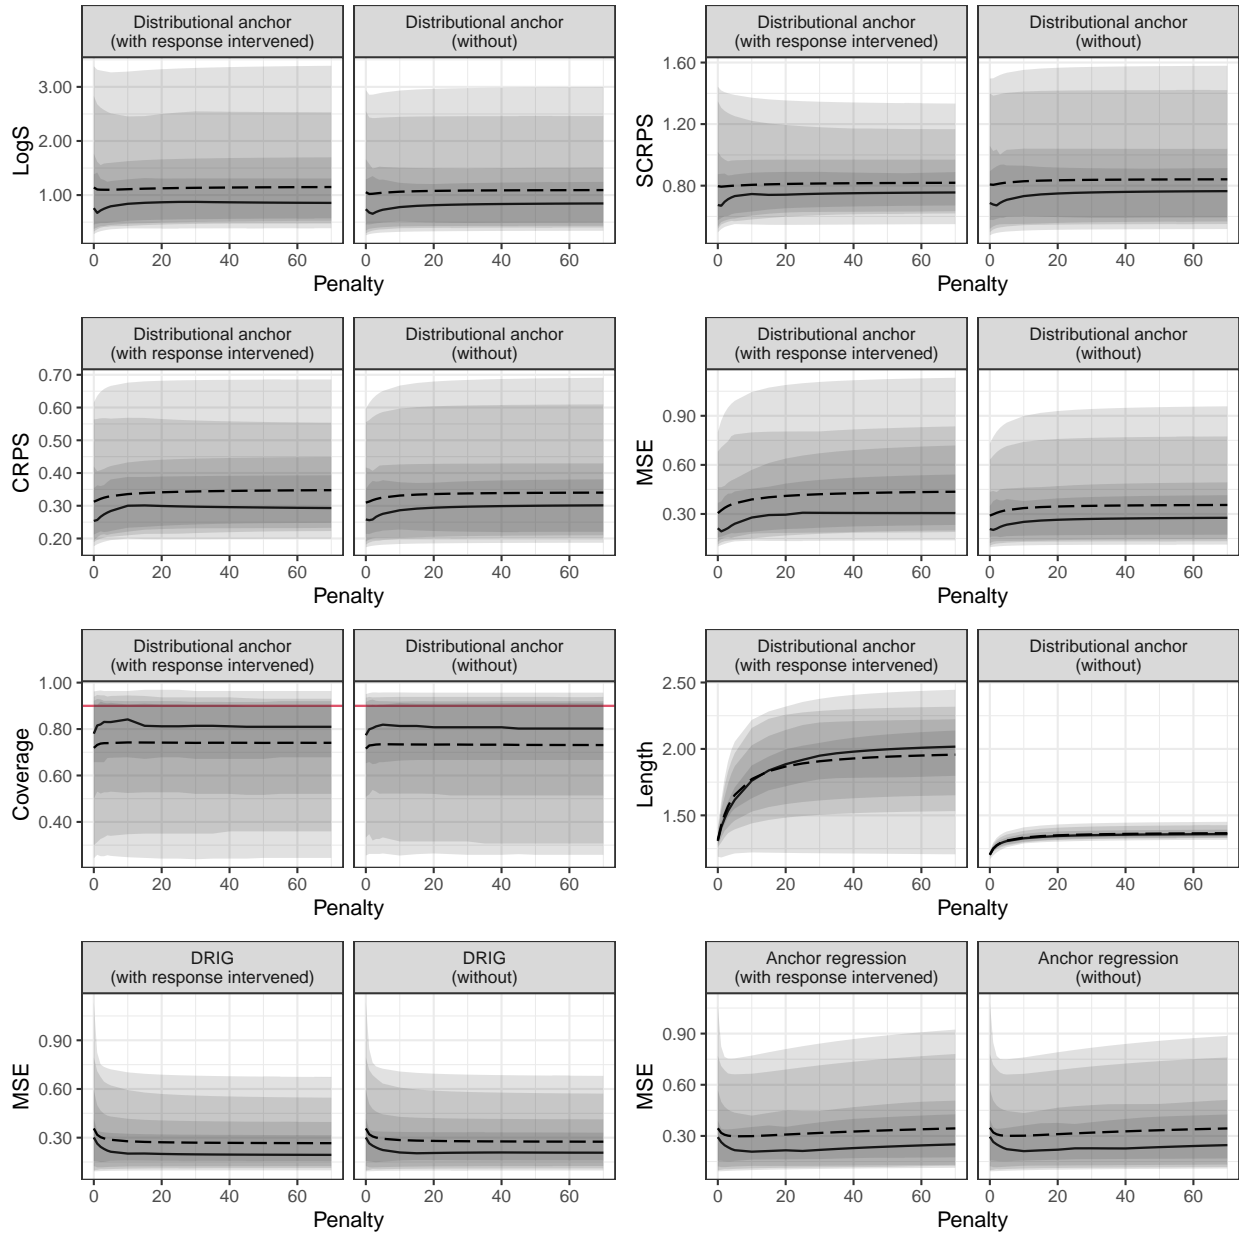 Distributional anchor
(with response intervened)
Distributional anchor
(without)
LogS
3.00
2.00
1.00
0
20
40
60
0
20
40
60
Penalty
Distributional anchor
(with response intervened)
Distributional anchor
(without)
SCRPS
1.60
1.20
0.80
0
20
40
60
0
20
40
60
Penalty
Distributional anchor
(with response intervened)
Distributional anchor
(without)
CRPS
0.70
0.60
0.50
0.40
0.30
0.20
0
20
40
60
0
20
40
60
Penalty
Distributional anchor
(with response intervened)
Distributional anchor
(without)
MSE
0.90
0.60
0.30
0
20
40
60
0
20
40
60
Penalty
Distributional anchor
(with response intervened)
Distributional anchor
(without)
Coverage
1.00
0.80
0.60
0.40
0
20
40
60
0
20
40
60
Penalty
Distributional anchor
(with response intervened)
Distributional anchor
(without)
Length
2.50
2.00
1.50
0
20
40
60
0
20
40
60
Penalty
DRIG
(with response intervened)
DRIG
(without)
MSE
0.90
0.60
0.30
0
20
40
60
0
20
40
60
Penalty
Anchor regression
(with response intervened)
Anchor regression
(without)
MSE
0.90
0.60
0.30
0
20
40
60
0
20
40
60
Penalty